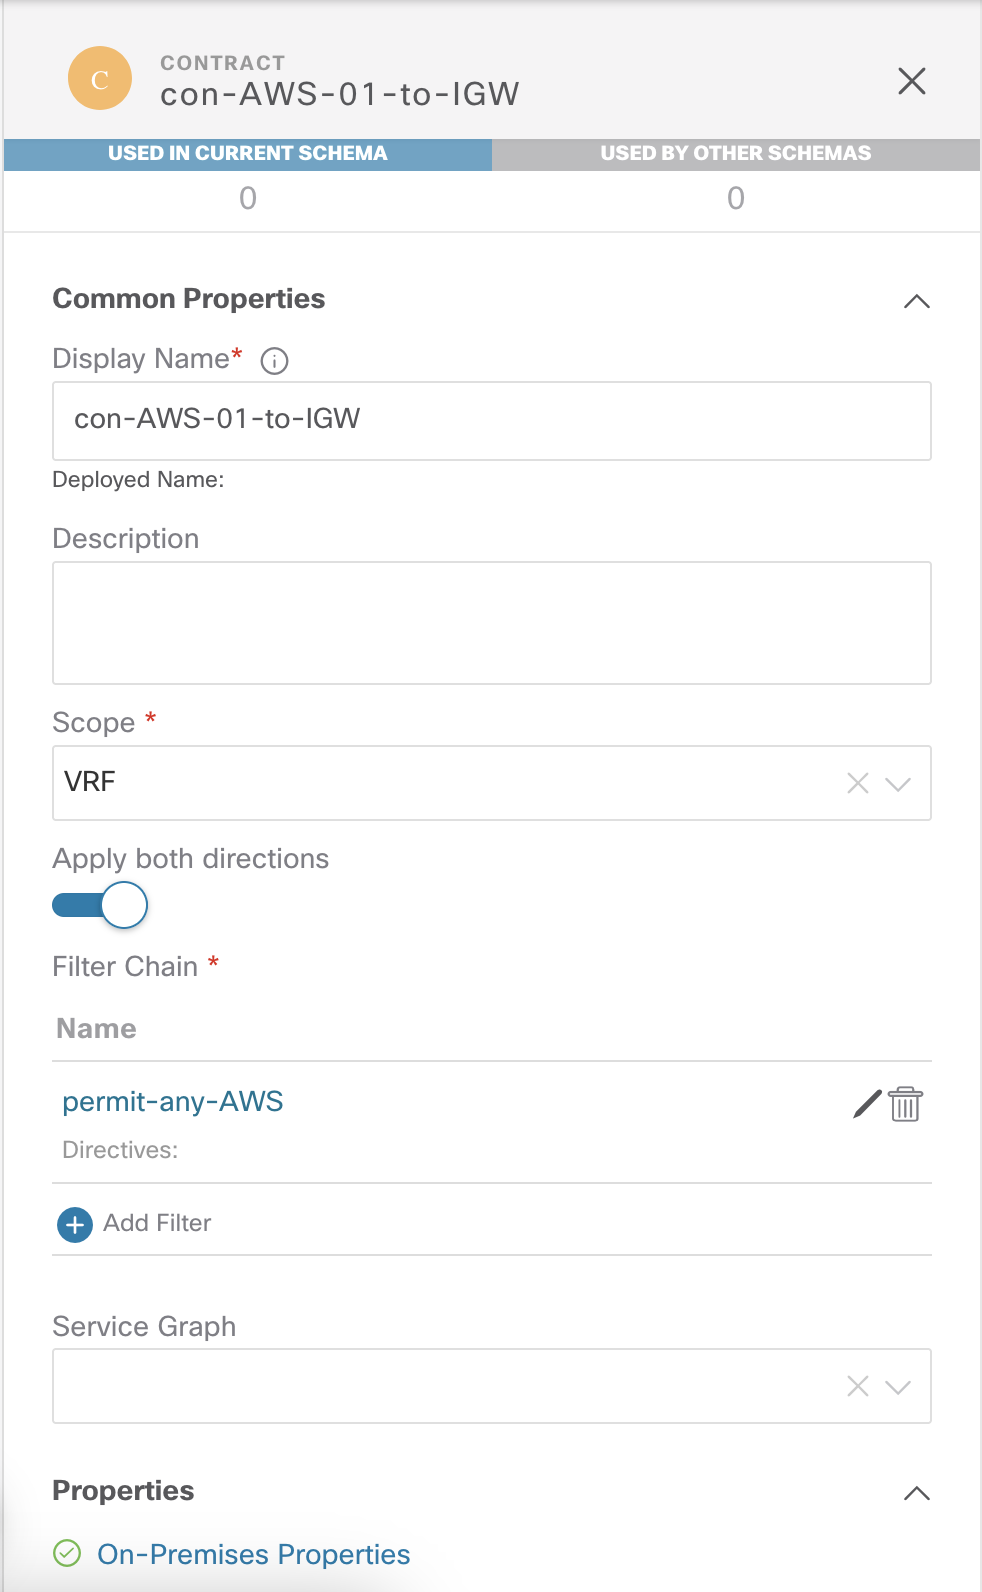 C
CONTRACT
con-AWS-01-to-IGW
USED IN CURRENT SCHEMA
USED BY OTHER SCHEMAS
0
0
Common Properties
Display Name*
con-AWS-01-to-IGW
Deployed Name:
Description
Scope *
VRF
Apply both directions
Filter Chain *
Name
permit-any-AWS
Directives:
Add Filter
Service Graph
Properties
On-Premises Properties